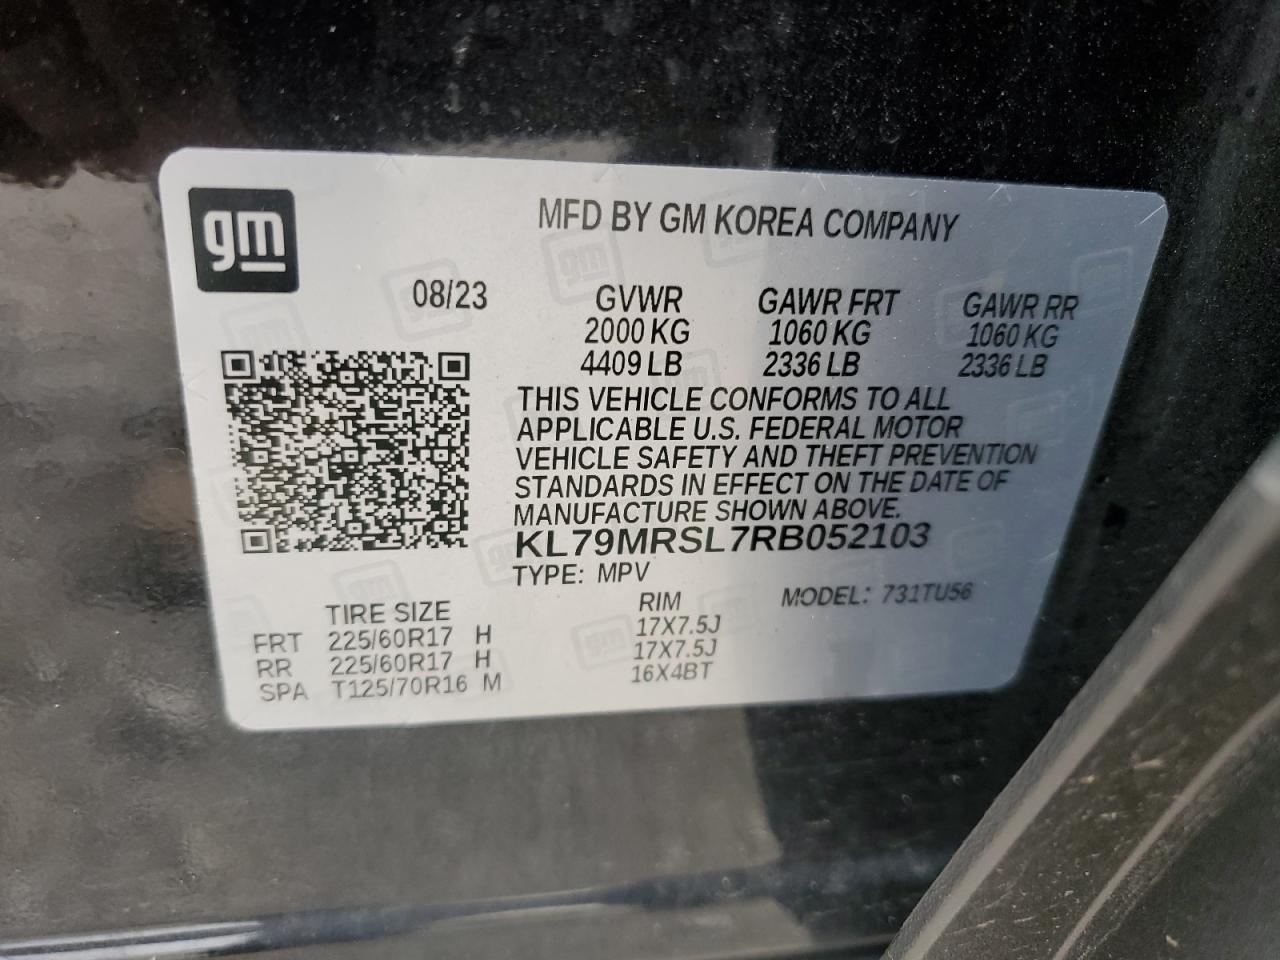 gm
MFD BY GM KOREA COMPANY
08/23 GVWR GAWR FRT GAWR RR
2000 KG 1060 KG 1060 KG
4409 LB 2336 LB 2336 LB
THIS VEHICLE CONFORMS TO ALL
APPLICABLE U.S. FEDERAL MOTOR
VEHICLE SAFETY AND THEFT PREVENTION
STANDARDS IN EFFECT ON THE DATE OF
MANUFACTURE SHOWN ABOVE.
KL79MRSL7RB052103
TYPE: MPV MODEL: 731TU56
TIRE SIZE RIM
FRT 225/60R17 H 17X7.5J
RR 225/60R17 H 17X7.5J
SPA T125/70R16 M 16X4BT